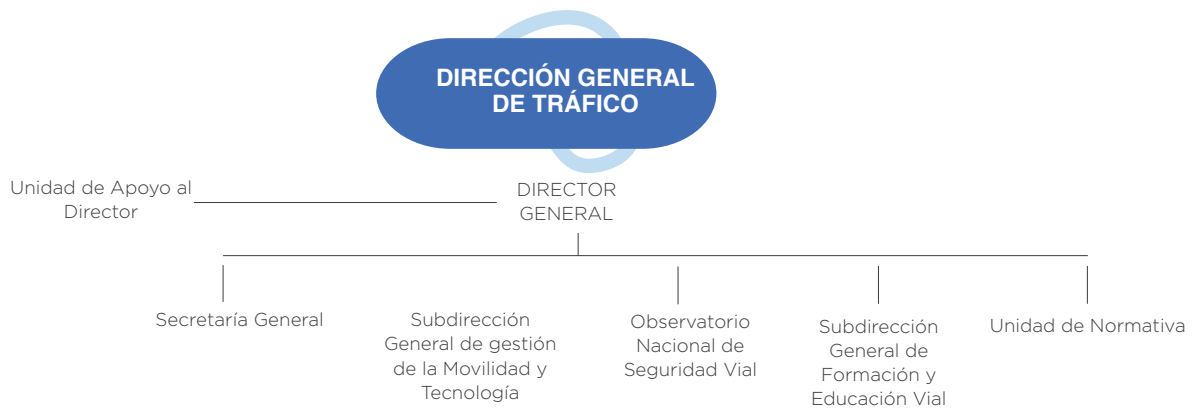 DIRECCIÓN GENERAL
DE TRÁFICO
Unidad de Apoyo al
Director
DIRECTOR
GENERAL
Secretaría General
Subdirección
General de gestión
de la Movilidad y
Tecnología
Observatorio
Nacional de
Seguridad Vial
Subdirección
General de
Formación y
Educación Vial
Unidad de Normativa